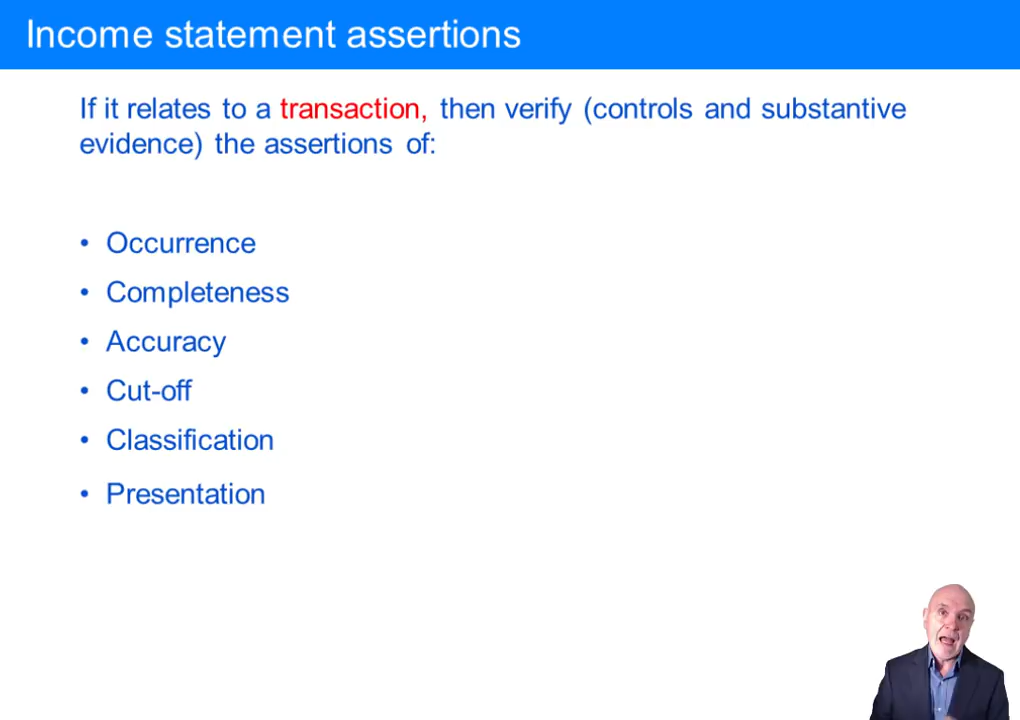 Income statement assertions
If it relates to a transaction, then verify (controls and substantive
evidence) the assertions of:
• Occurrence
• Completeness
• Accuracy
• Cut-off
• Classification
• Presentation